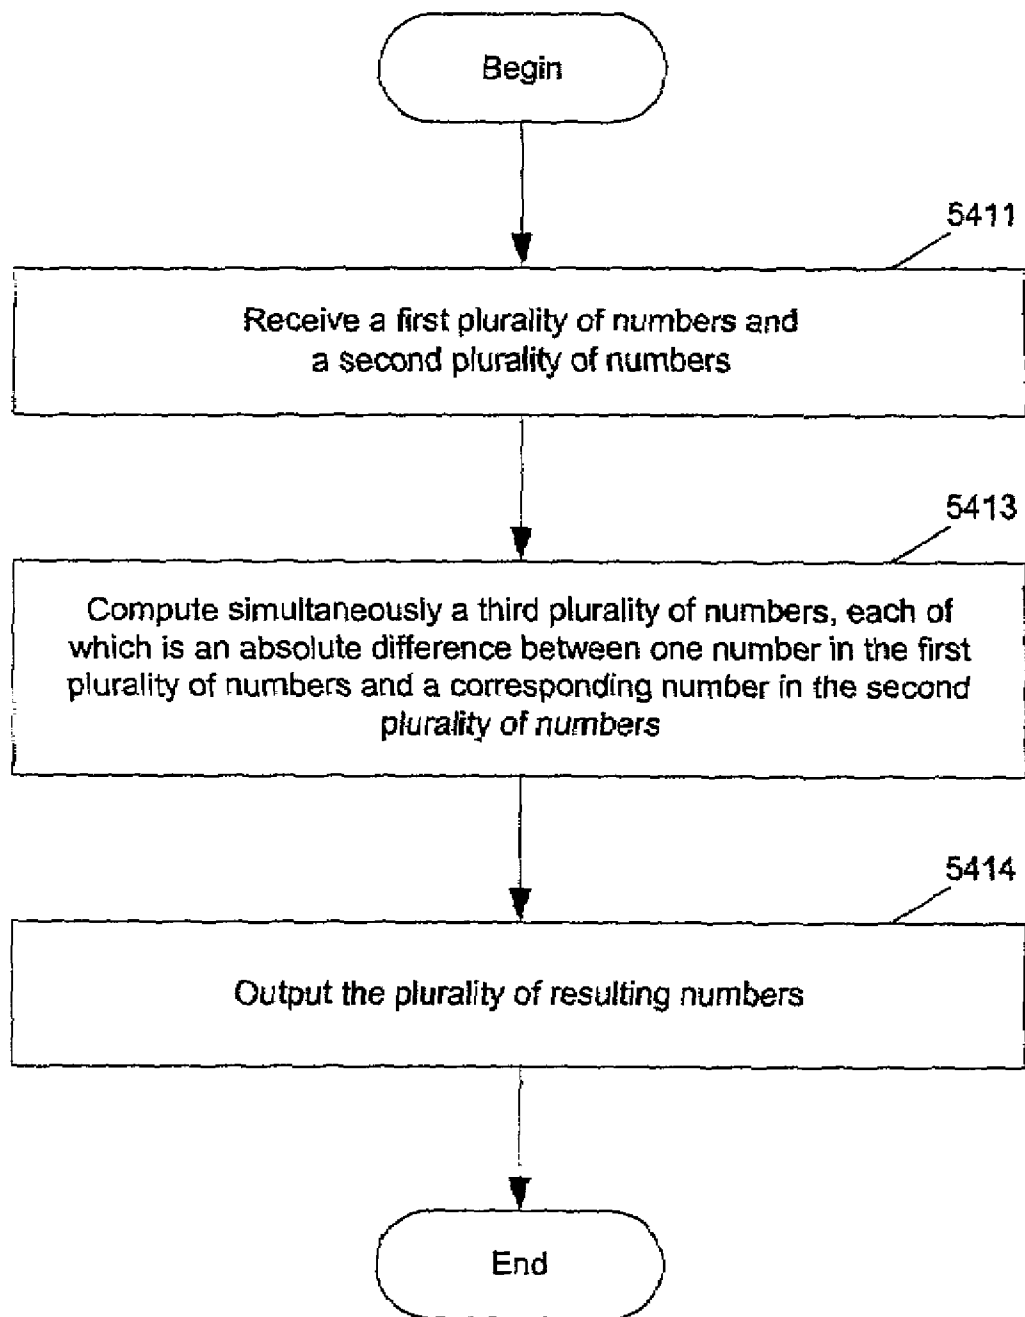 Begin
5411
Receive a first plurality of numbers and
a second plurality of numbers
5413
Compute simultaneously a third plurality of numbers, each of
which is an absolute difference between one number in the first
plurality of numbers and a corresponding number in the second
plurality of numbers
5414
Output the plurality of resulting numbers
End